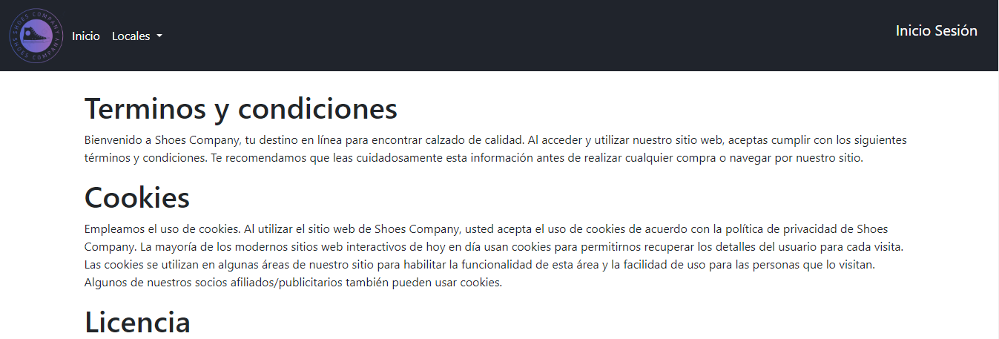 SHOES COMPANY
SHOES COMPANY
Inicio
Locales
Inicio Sesión
Terminos y condiciones
Bienvenido a Shoes Company, tu destino en línea para encontrar calzado de calidad. Al acceder y utilizar nuestro sitio web, aceptas cumplir con los siguientes
términos y condiciones. Te recomendamos que leas cuidadosamente esta información antes de realizar cualquier compra o navegar por nuestro sitio.
Cookies
Empleamos el uso de cookies. Al utilizar el sitio web de Shoes Company, usted acepta el uso de cookies de acuerdo con la política de privacidad de Shoes
Company. La mayoría de los modernos sitios web interactivos de hoy en día usan cookies para permitirnos recuperar los detalles del usuario para cada visita.
Las cookies se utilizan en algunas áreas de nuestro sitio para habilitar la funcionalidad de esta área y la facilidad de uso para las personas que lo visitan.
Algunos de nuestros socios afiliados/publicitarios también pueden usar cookies.
Licencia